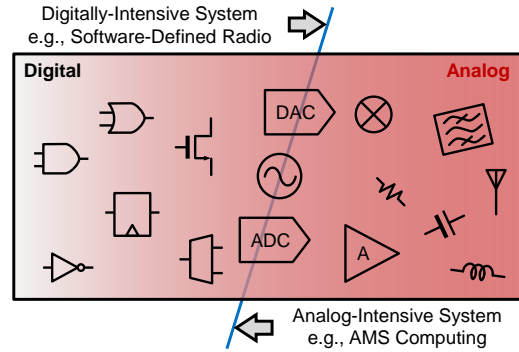 Digitally-Intensive System
e.g., Software-Defined Radio
Digital
Analog
DAC
ADC
A
Analog-Intensive System
e.g., AMS Computing